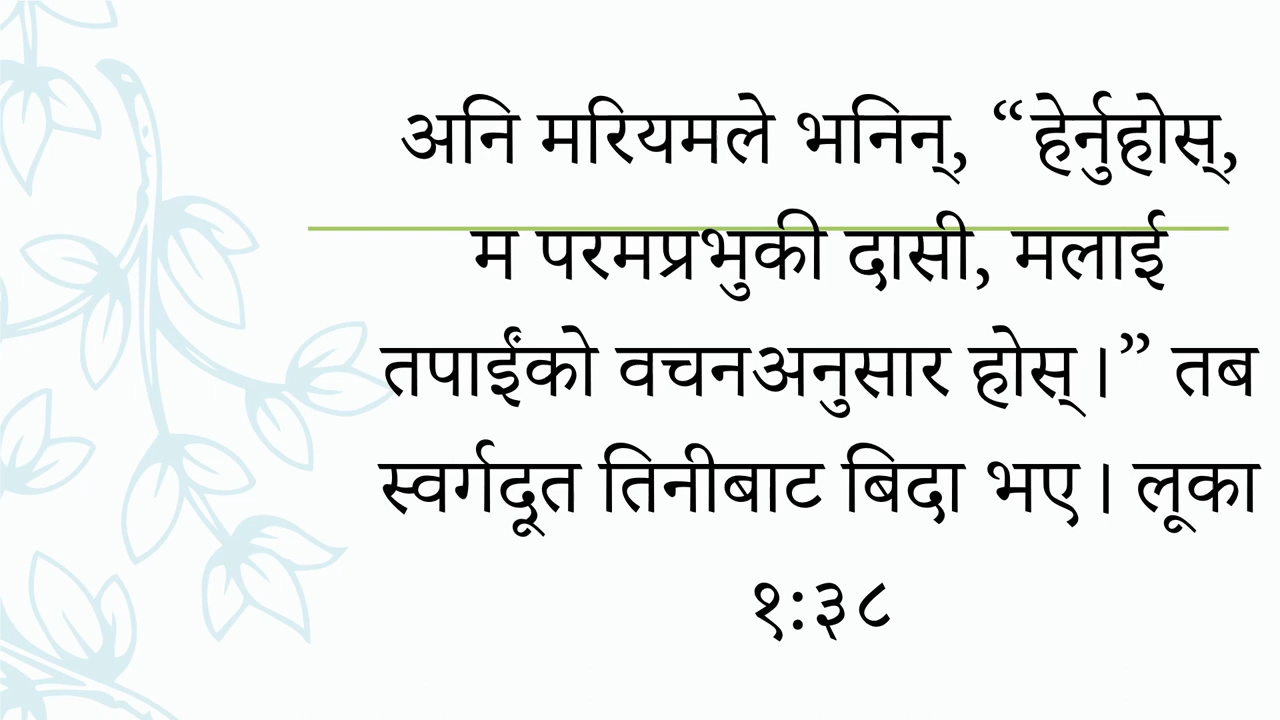 अनि मरियमले भनिन्, “हेर्नुहोस्,
म परमप्रभुकी दासी, मलाई
तपाईंको वचनअनुसार होस्।” तब
स्वर्गदूत तिनीबाट बिदा भए। लूका
१:३८